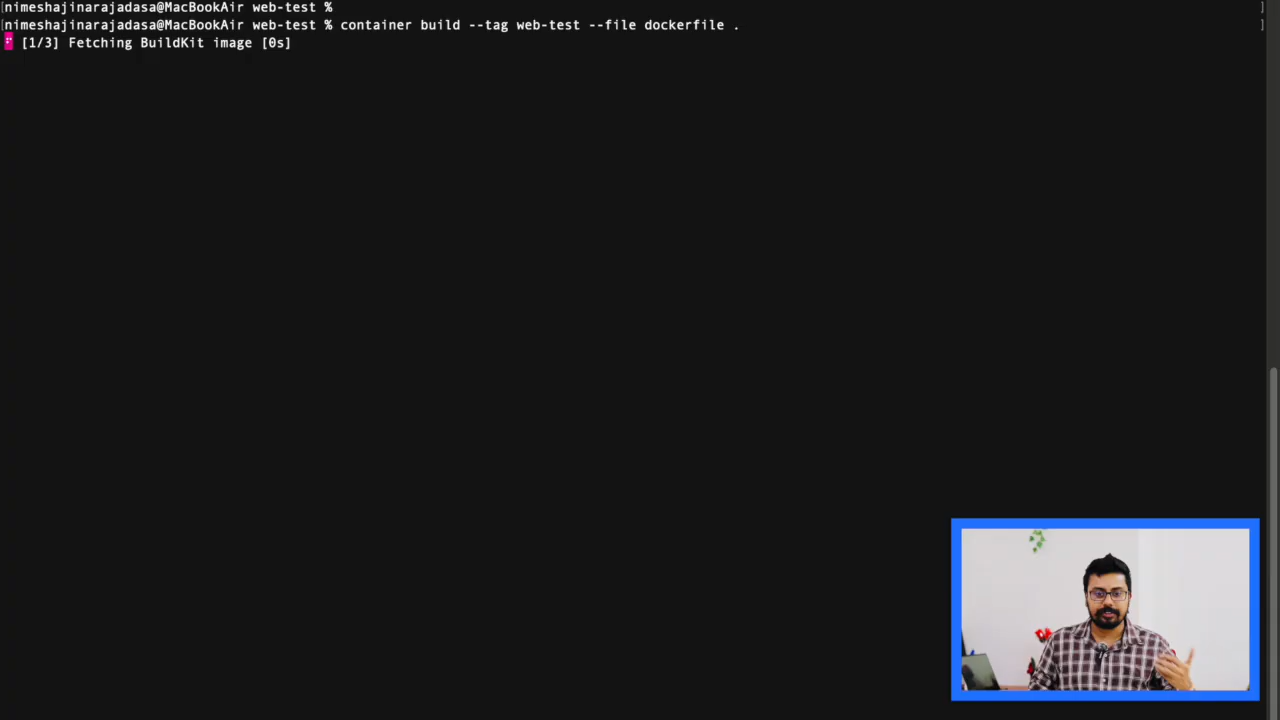 [nimeshajinarajadasa@MacBookAir web-test % ]
[nimeshajinarajadasa@MacBookAir web-test % container build --tag web-test --file dockerfile . ]
[1/3] Fetching BuildKit image [0s]